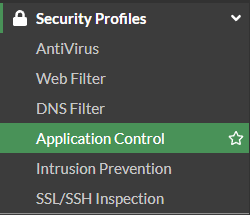 Security Profiles
AntiVirus
Web Filter
DNS Filter
Application Control
Intrusion Prevention
SSL/SSH Inspection